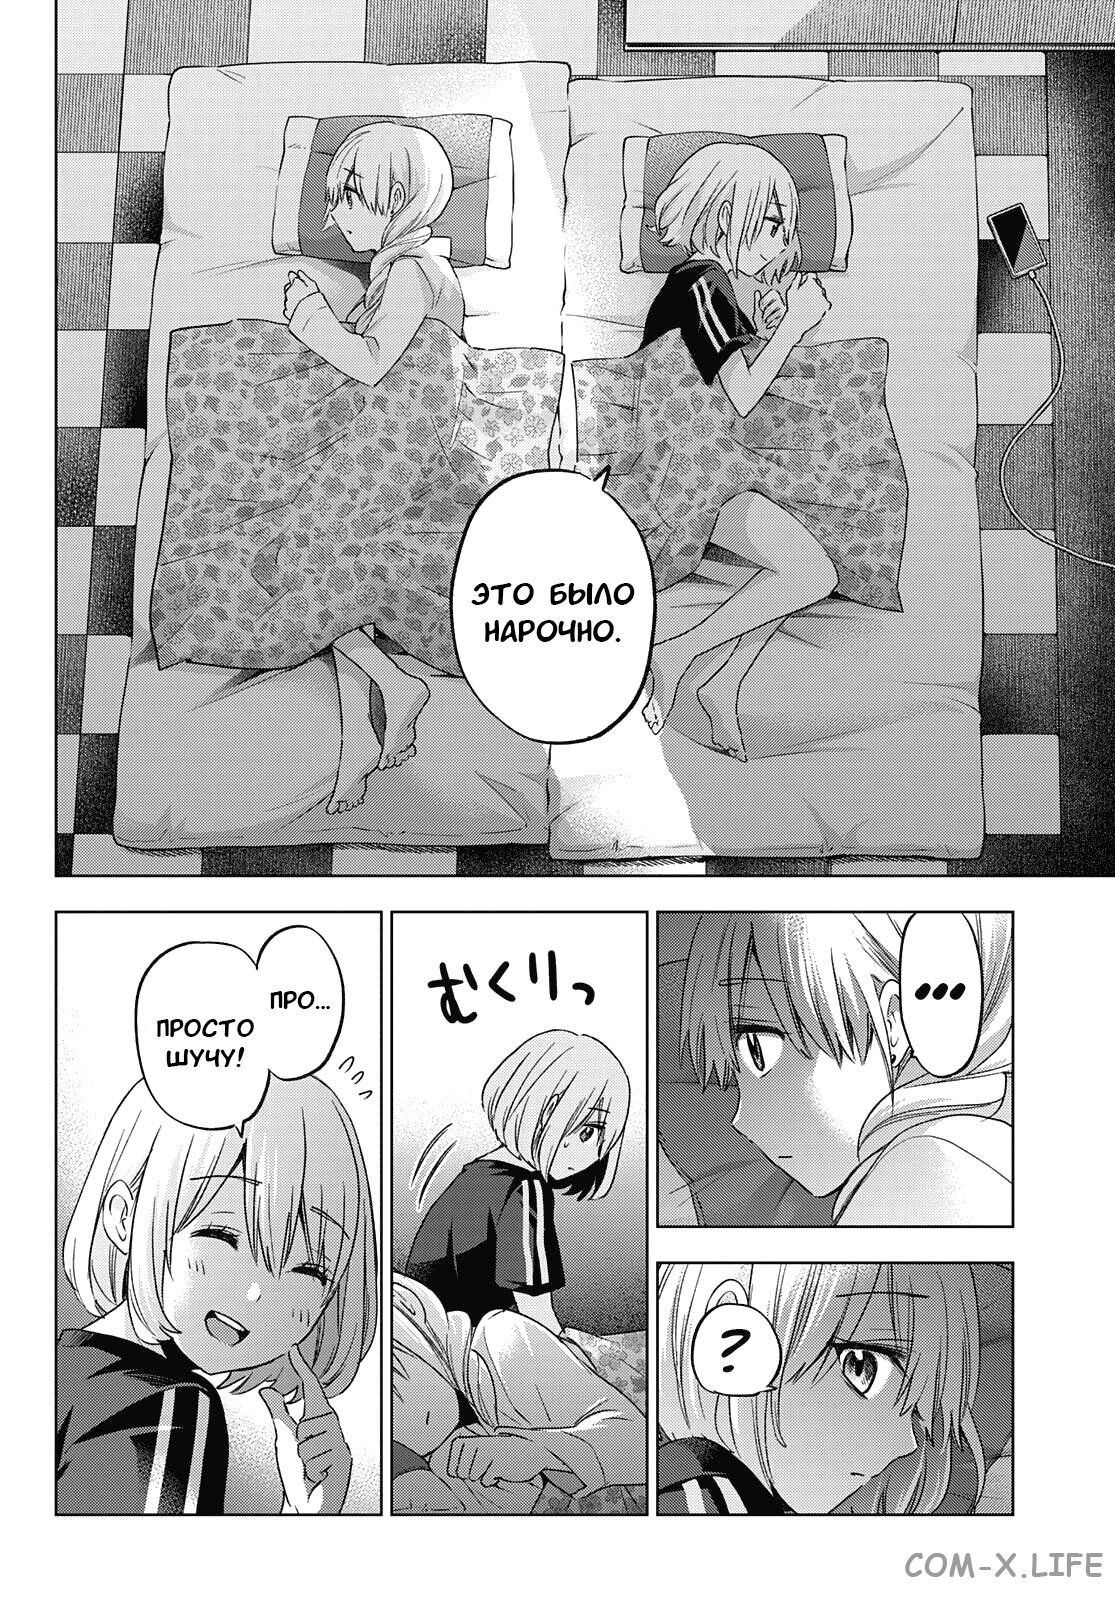 ЭТО БЫЛО
НАРОЧНО.
...
?
むくりっ
ПРО...
ПРОСТО
ШУЧУ!
COM-X.LIFE